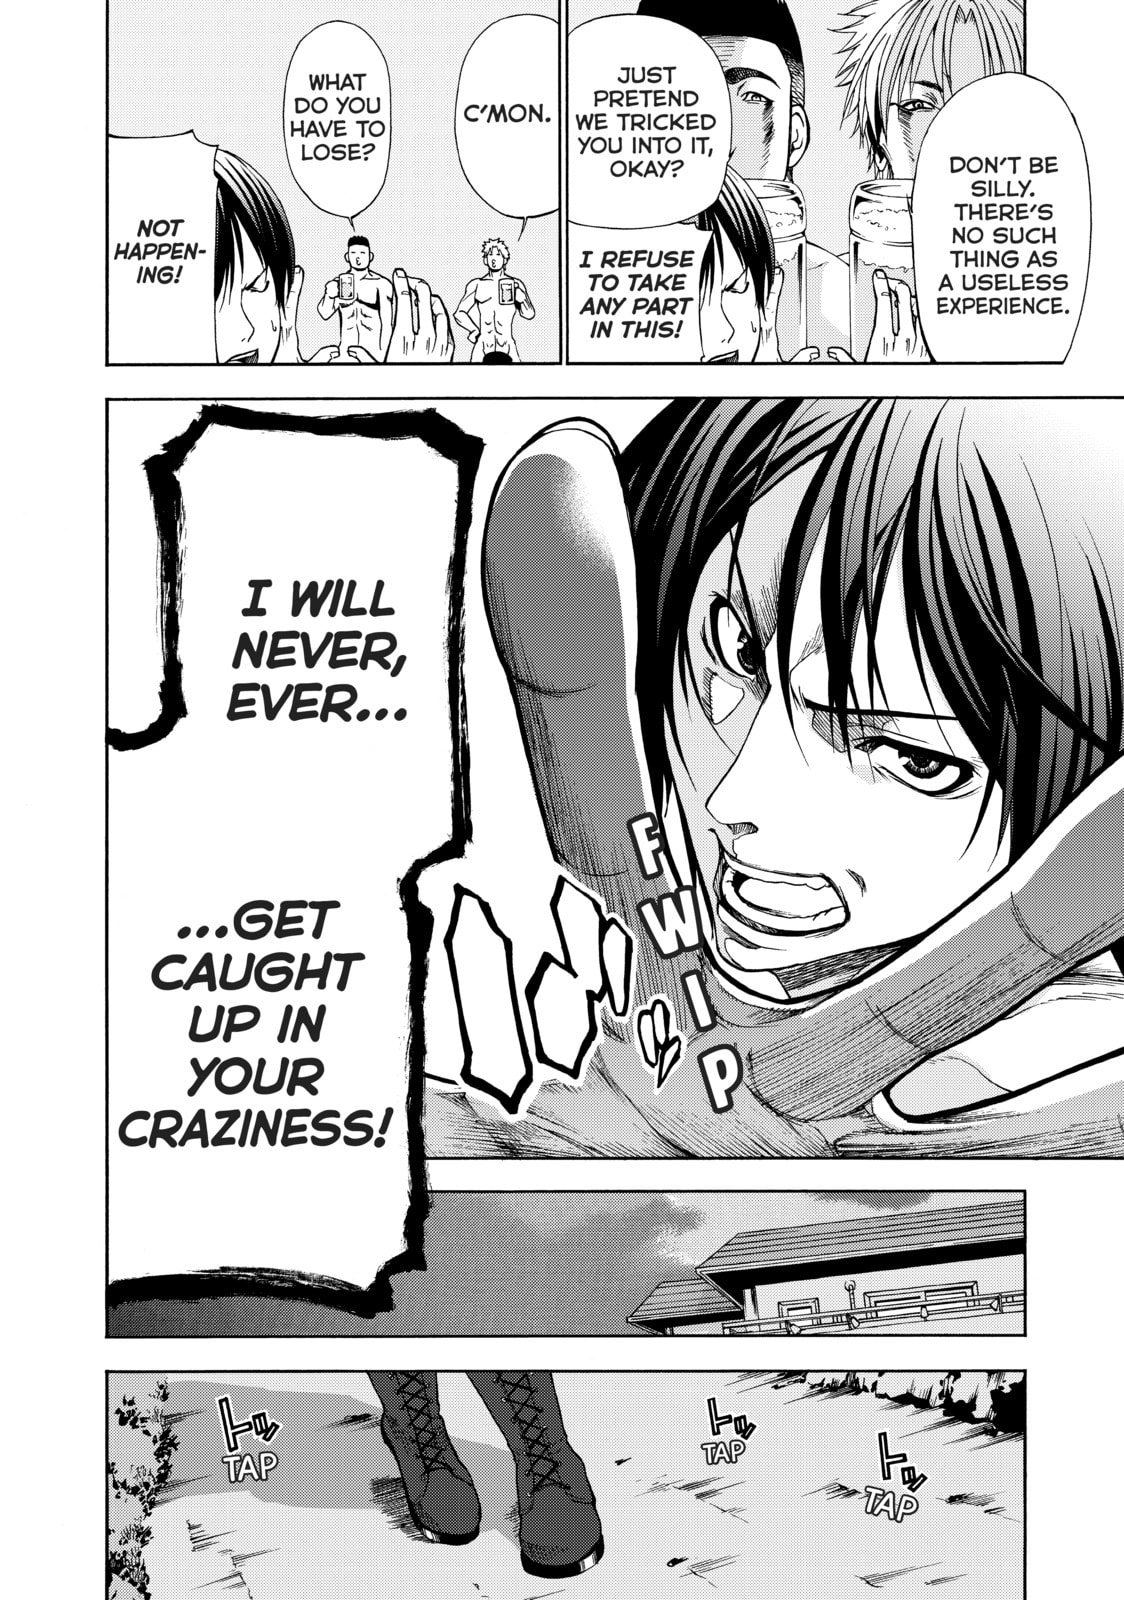 DON'T BE
SILLY.
THERE'S
NO SUCH
THING AS
A USELESS
EXPERIENCE.
JUST
PRETEND
WE TRICKED
YOU INTO IT,
OKAY?
I REFUSE
TO TAKE
ANY PART
IN THIS!
C'MON.
WHAT
DO YOU
HAVE TO
LOSE?
NOT
HAPPEN-
ING!
FWIP
I WILL
NEVER,
EVER...
...GET
CAUGHT
UP IN
YOUR
CRAZINESS!
トッ
TAP
トッ
TAP
トッ
TAP